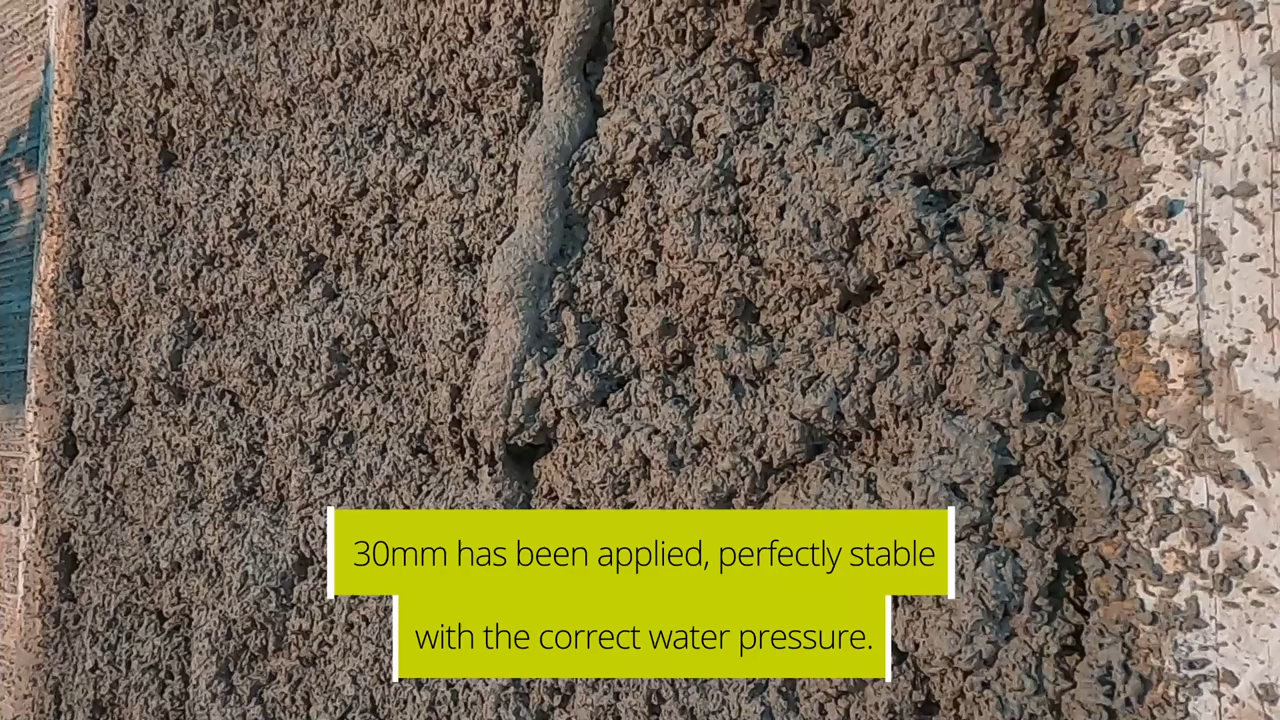 30mm has been applied, perfectly stable
with the correct water pressure.